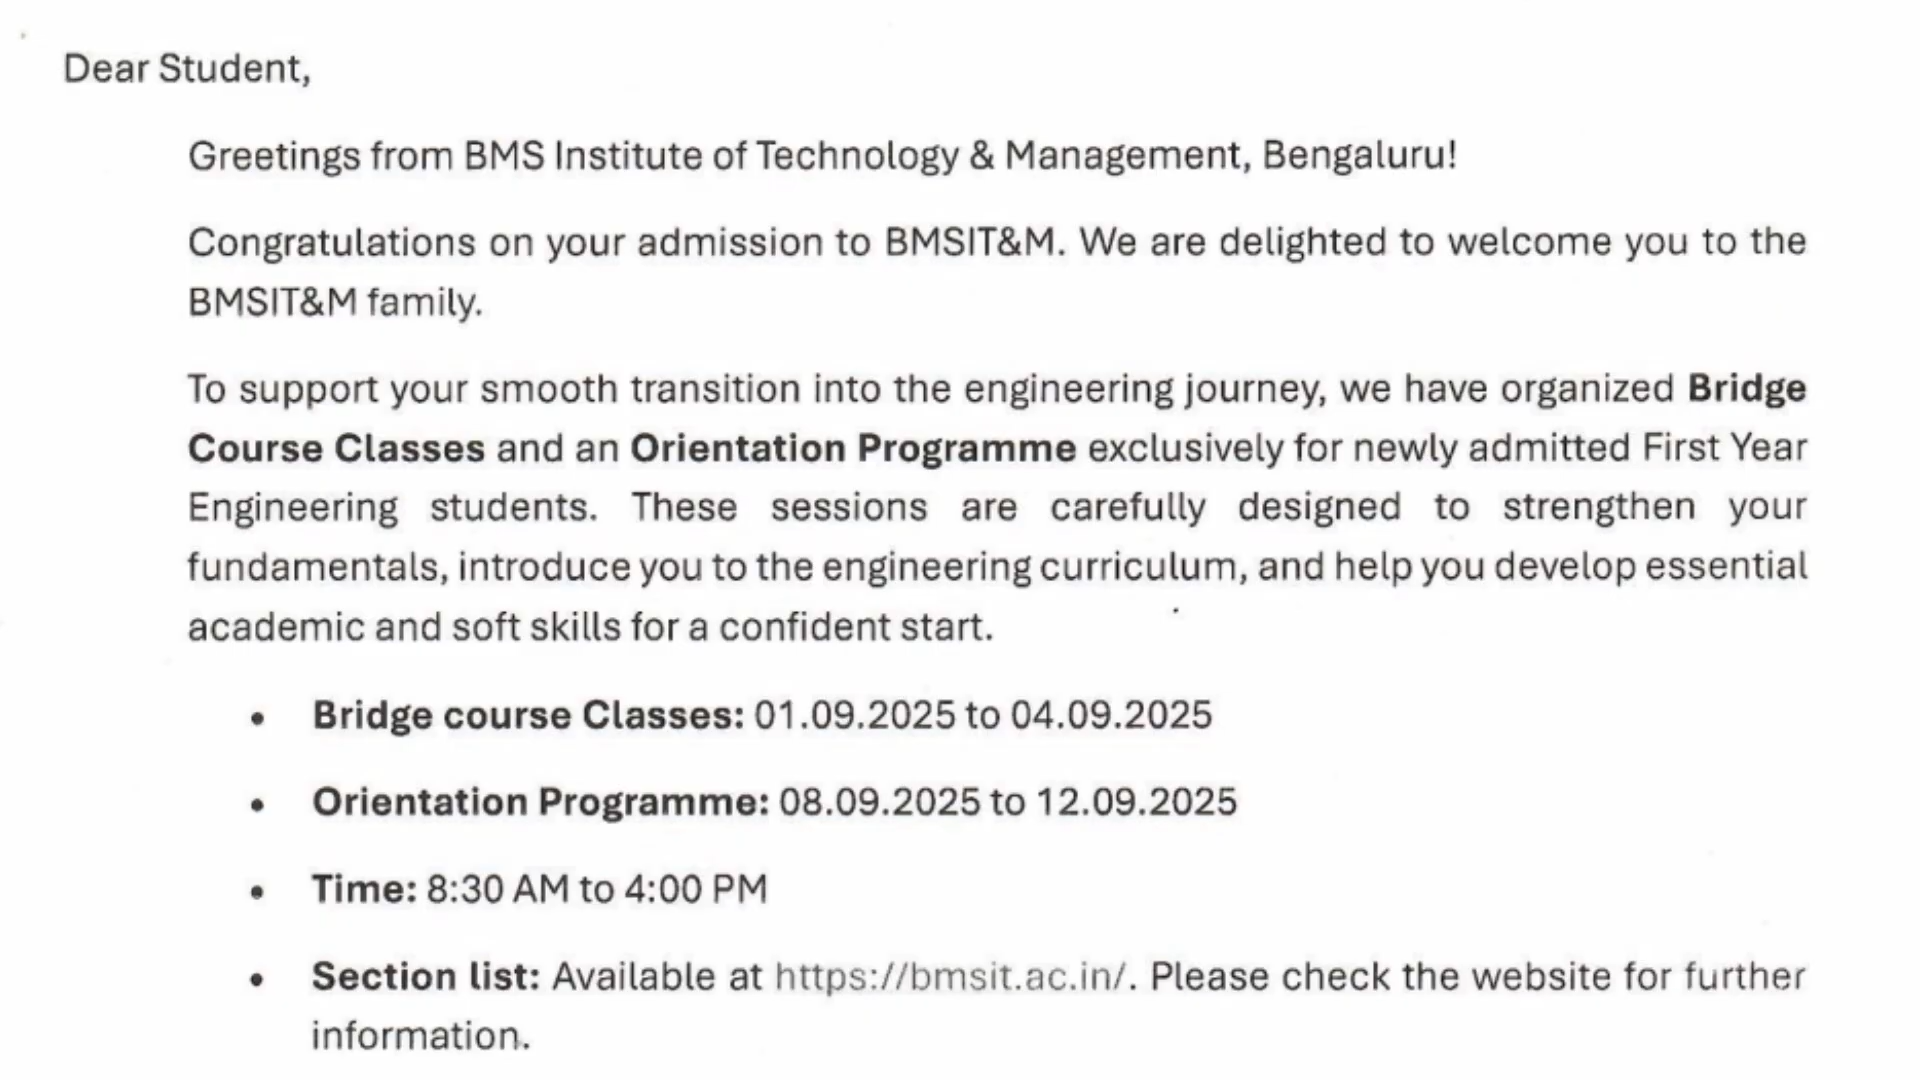 Dear Student,
Greetings from BMS Institute of Technology & Management, Bengaluru!
Congratulations on your admission to BMSIT&M. We are delighted to welcome you to the
BMSIT&M family.
To support your smooth transition into the engineering journey, we have organized Bridge
Course Classes and an Orientation Programme exclusively for newly admitted First Year
Engineering students. These sessions are carefully designed to strengthen your
fundamentals, introduce you to the engineering curriculum, and help you develop essential
academic and soft skills for a confident start.
• Bridge course Classes: 01.09.2025 to 04.09.2025
• Orientation Programme: 08.09.2025 to 12.09.2025
• Time: 8:30 AM to 4:00 PM
• Section list: Available at https://bmsit.ac.in/. Please check the website for further
information.